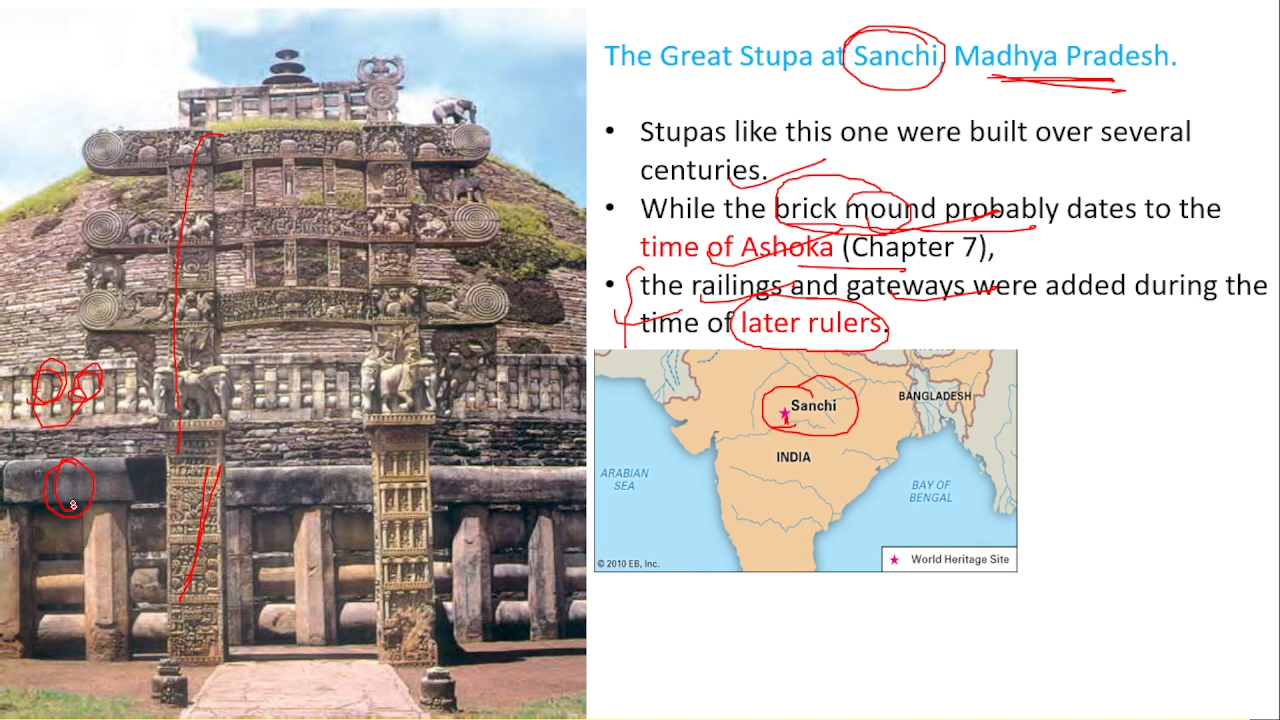 The Great Stupa at Sanchi, Madhya Pradesh.
• Stupas like this one were built over several
centuries.
• While the brick mound probably dates to the
time of Ashoka (Chapter 7),
• the railings and gateways were added during the
time of later rulers.
Sanchi
BANGLADESH
INDIA
ARABIAN
SEA
BAY OF
BENGAL
© 2010 EB, Inc.
World Heritage Site